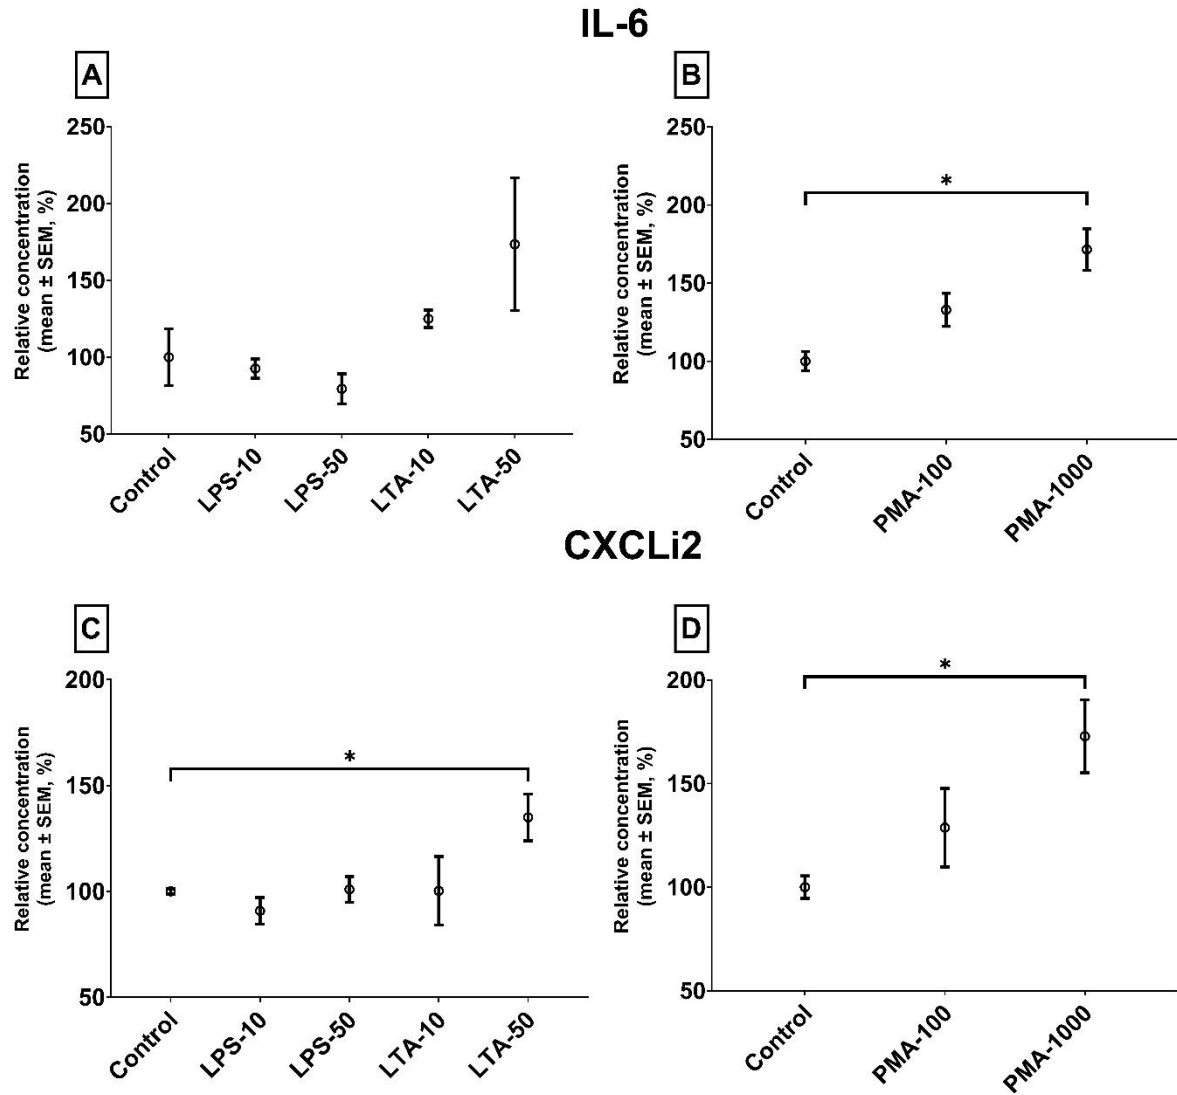 IL-6
A
Relative concentration
(mean ± SEM, %)
250
200
150
100
50
Control
LPS-10
LPS-50
LTA-10
LTA-50
B
Relative concentration
(mean ± SEM, %)
250
200
150
100
50
*
Control
PMA-100
PMA-1000
CXCLi2
C
Relative concentration
(mean ± SEM, %)
200
150
100
50
*
Control
LPS-10
LPS-50
LTA-10
LTA-50
D
Relative concentration
(mean ± SEM, %)
200
150
100
50
*
Control
PMA-100
PMA-1000